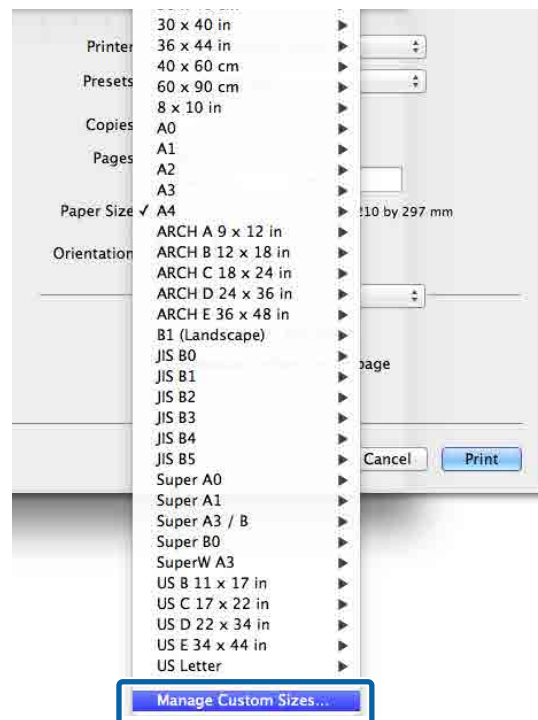 30 x 40 in
Printer
36 x 44 in
40 x 60 cm
Presets
60 x 90 cm
8 x 10 in
Copies
A0
A1
Pages
A2
A3
Paper Size ✓ A4 210 by 297 mm
ARCH A 9 x 12 in
Orientation
ARCH B 12 x 18 in
ARCH C 18 x 24 in
ARCH D 24 x 36 in
ARCH E 36 x 48 in
B1 (Landscape)
JIS B0
page
JIS B1
JIS B2
JIS B3
JIS B4
JIS B5
Cancel Print
Super A0
Super A1
Super A3 / B
Super B0
SuperW A3
US B 11 x 17 in
US C 17 x 22 in
US D 22 x 34 in
US E 34 x 44 in
US Letter
Manage Custom Sizes...